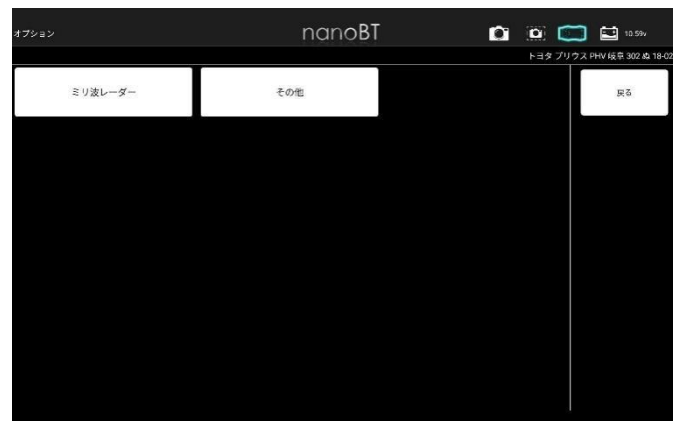 オプション
nanoBT
10.59v
トヨタ プリウス PHV 岐阜 302 ぬ 18-02
ミリ波レーダー
その他
戻る